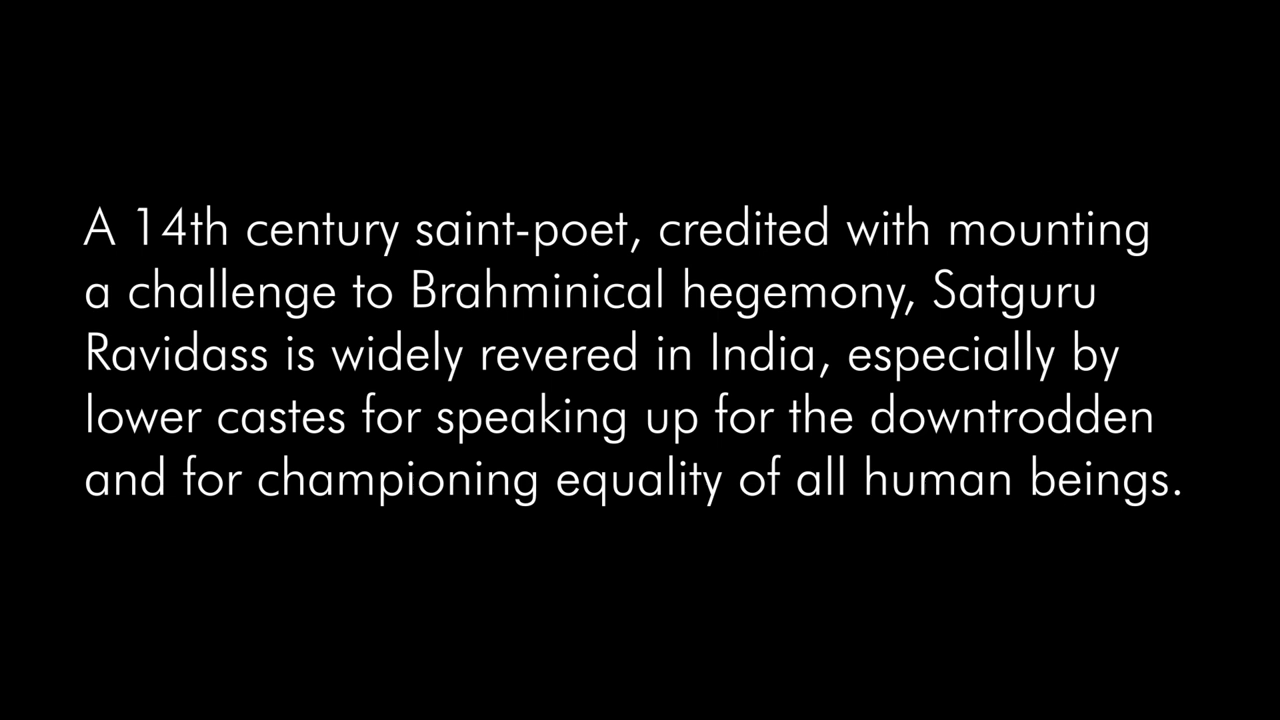 A 14th century saint-poet, credited with mounting
a challenge to Brahminical hegemony, Satguru
Ravidass is widely revered in India, especially by
lower castes for speaking up for the downtrodden
and for championing equality of all human beings.